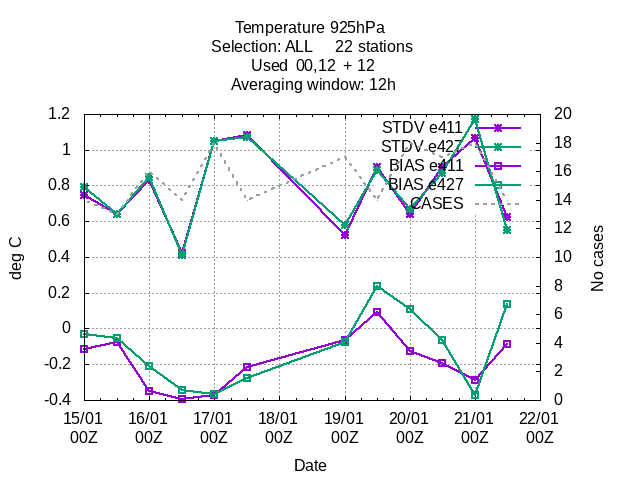 Temperature 925hPa
Selection: ALL     22 stations
Used  00,12  + 12
Averaging window: 12h
1.2
1
0.8
0.6
0.4
0.2
0
-0.2
-0.4
deg C
STDV e411
STDV e427
BIAS e411
BIAS e427
CASES
20
18
16
14
12
10
8
6
4
2
0
No cases
15/01 16/01 17/01 18/01 19/01 20/01 21/01 22/01
00Z 00Z 00Z 00Z 00Z 00Z 00Z 00Z
Date